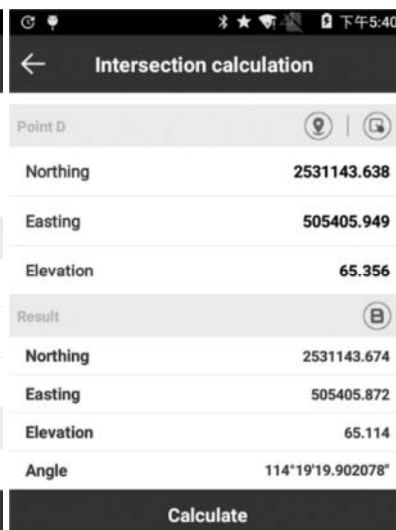 下午5:40
Intersection calculation
Point D
Northing 2531143.638
Easting 505405.949
Elevation 65.356
Result
Northing 2531143.674
Easting 505405.872
Elevation 65.114
Angle 114°19'19.902078"
Calculate